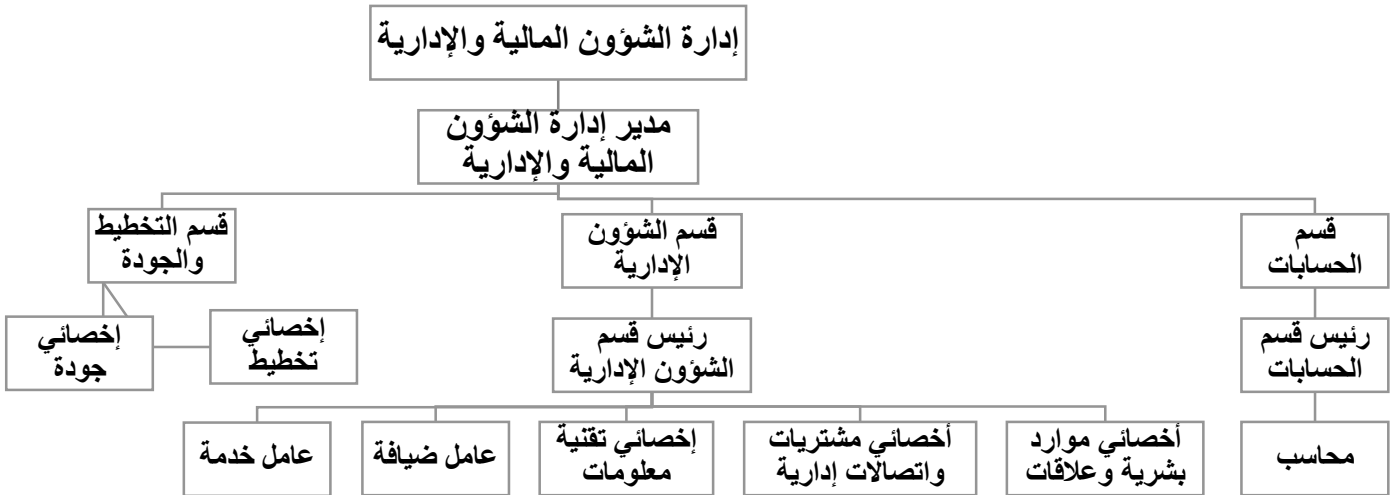 إدارة الشؤون المالية والإدارية
مدير إدارة الشؤون
المالية والإدارية
قسم
الحسابات
قسم الشؤون
الإدارية
قسم التخطيط
والجودة
رئيس قسم
الحسابات
رئيس قسم
الشؤون الإدارية
إخصائي
تخطيط
إخصائي
جودة
محاسب
أخصائي موارد
بشرية وعلاقات
أخصائي مشتريات
واتصالات إدارية
إخصائي تقنية
معلومات
عامل ضيافة
عامل خدمة